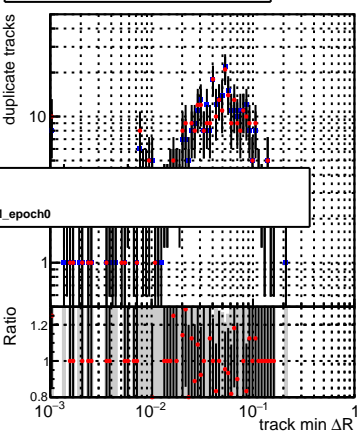 duplicate tracks
10
1
l_epoch0
Ratio
1.2
1
0.8
10⁻³ 10⁻² 10⁻¹ 1
track min ΔR